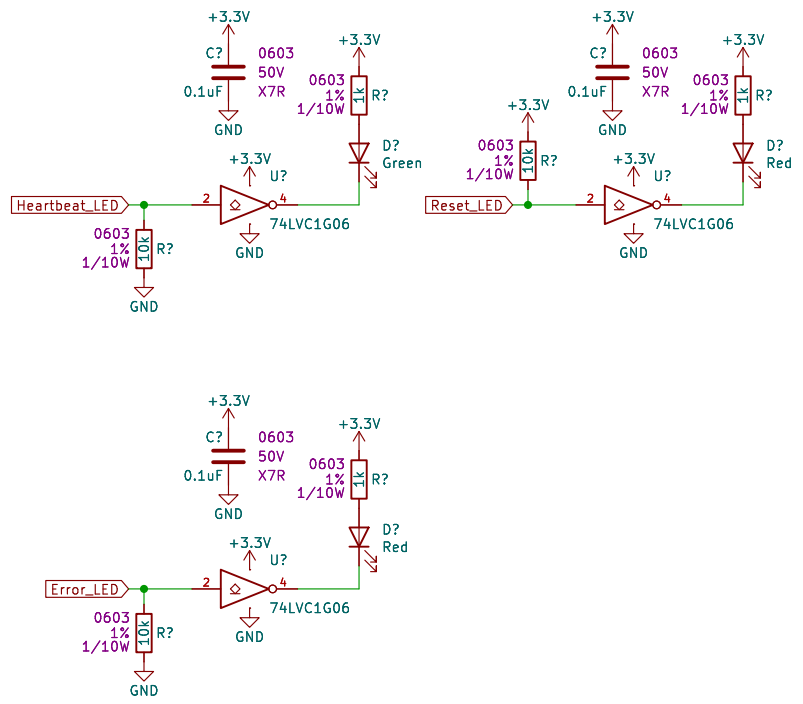 +3.3V
C?
0603
50V
0.1uF
X7R
GND
+3.3V
0603
1%
1/10W
1k
R?
D?
Green
+3.3V
U?
Heartbeat_LED
2
4
74LVC1G06
GND
0603
1%
1/10W
10k
R?
GND
+3.3V
C?
0603
50V
0.1uF
X7R
GND
+3.3V
0603
1%
1/10W
1k
R?
D?
Red
+3.3V
0603
1%
1/10W
10k
R?
+3.3V
U?
Reset_LED
2
4
74LVC1G06
GND
+3.3V
C?
0603
50V
0.1uF
X7R
GND
+3.3V
0603
1%
1/10W
1k
R?
D?
Red
+3.3V
U?
Error_LED
2
4
74LVC1G06
GND
0603
1%
1/10W
10k
R?
GND